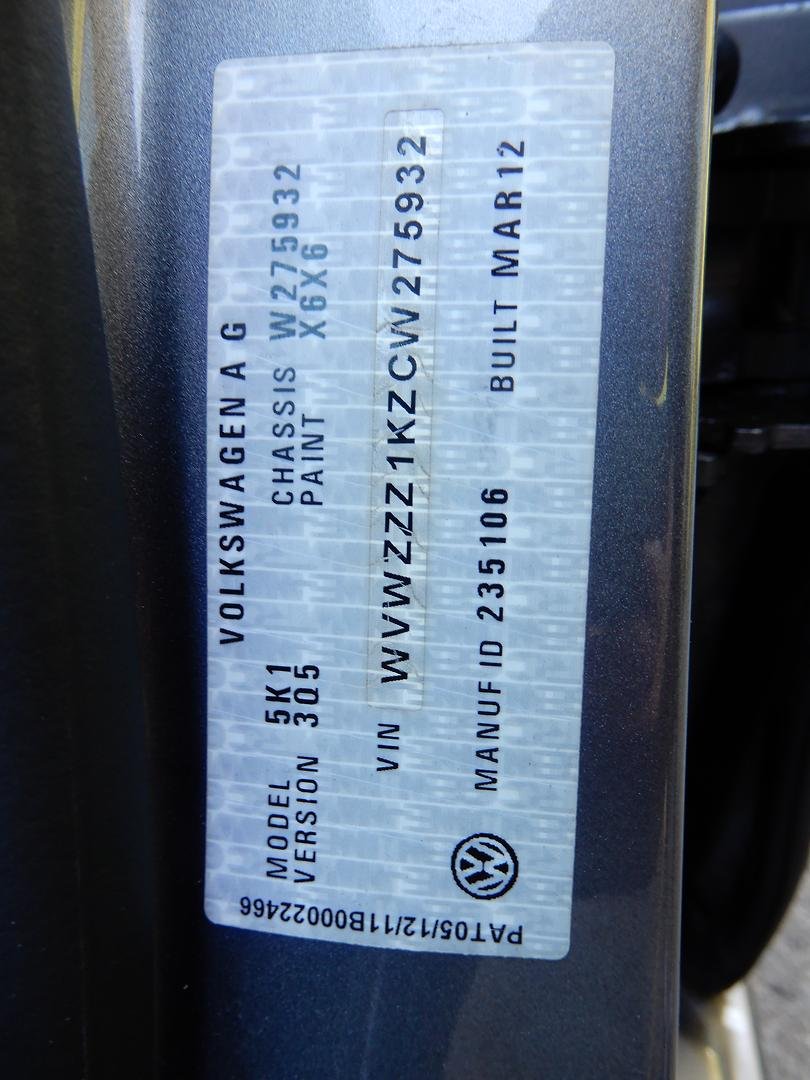 VOLKSWAGEN A G
MODEL 5K1 CHASSIS W275932
VERSION 3Q5 PAINT X6X6
VIN WVWZZZ1KZCW275932
MANUF ID 235106 BUILT MAR12
PAT05/12/11B00022466